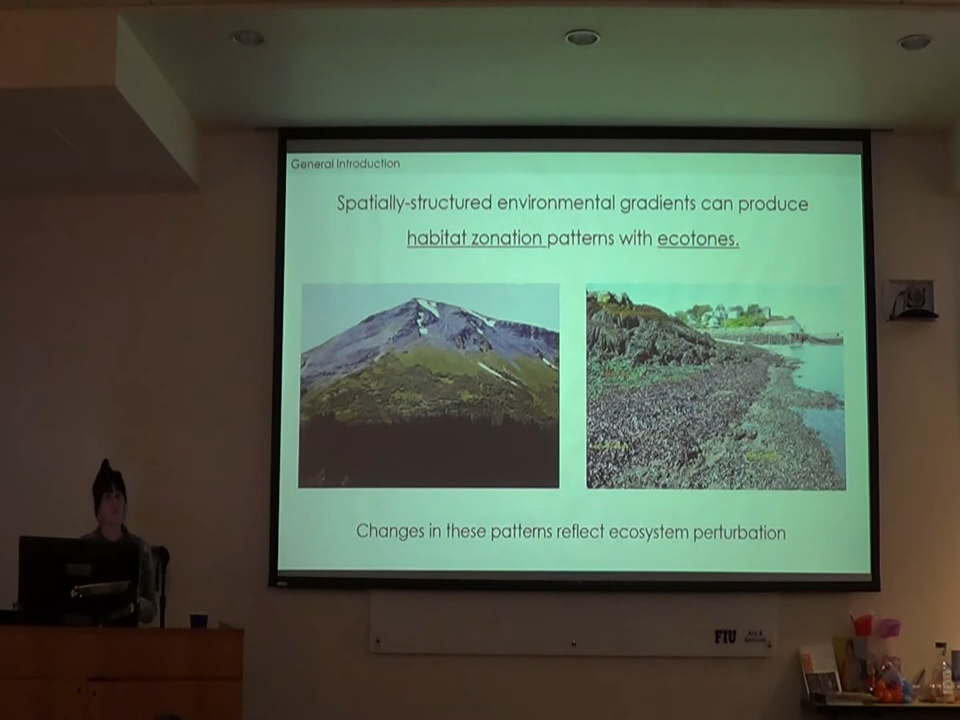 General Introduction
Spatially-structured environmental gradients can produce
habitat zonation patterns with ecotones.
Changes in these patterns reflect ecosystem perturbation
FIU
Arts &
Sciences